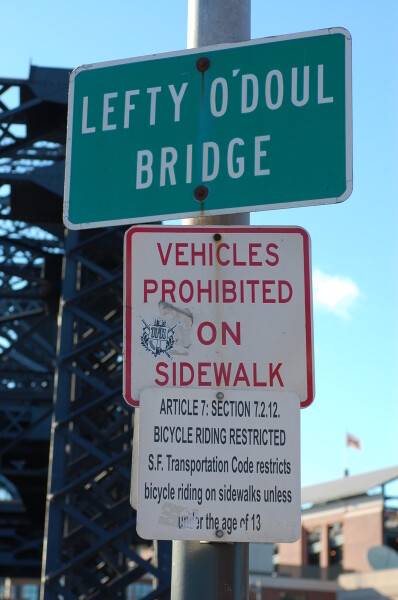 LEFTY O'DOUL
BRIDGE
VEHICLES
PROHIBITED
ON
SIDEWALK
ARTICLE 7: SECTION 7.2.12.
BICYCLE RIDING RESTRICTED
S.F. Transportation Code restricts
bicycle riding on sidewalks unless
under the age of 13